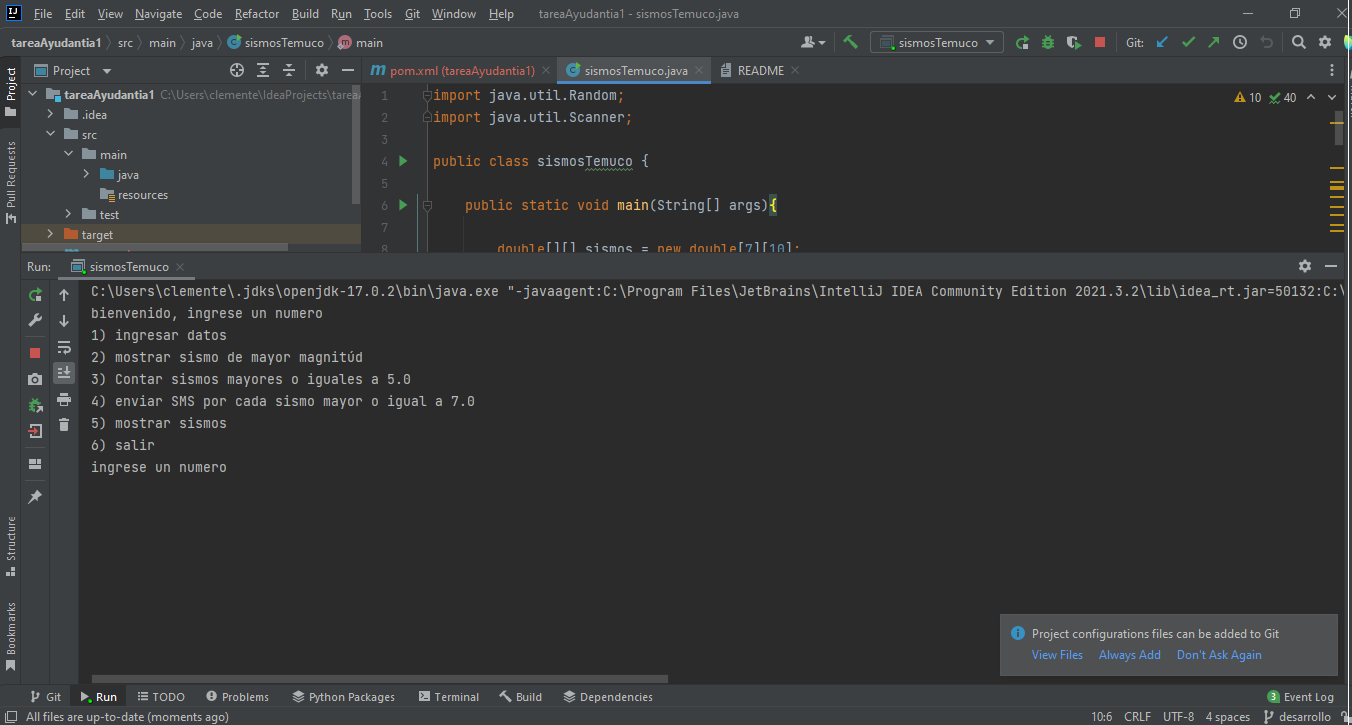 IJ File Edit View Navigate Code Refactor Build Run Tools Git Window Help tareaAyudantia1 - sismosTemuco.java
tareaAyudantia1 src main java sismosTemuco main sismosTemuco Git:
Project
pom.xml (tareaAyudantia1) sismosTemuco.java README
Project
Pull Requests
tareaAyudantia1 C:\Users\clemente\IdeaProjects\tarea
.idea
src
main
java
resources
test
target
10 40
1 import java.util.Random;
2 import java.util.Scanner;
3
4 public class sismosTemuco {
5
6 public static void main(String[] args){
7
8 double[][] sismos = new double[7][10];
Run: sismosTemuco
C:\Users\clemente\.jdks\openjdk-17.0.2\bin\java.exe "-javaagent:C:\Program Files\JetBrains\IntelliJ IDEA Community Edition 2021.3.2\lib\idea_rt.jar=50132:C:\
bienvenido, ingrese un numero
1) ingresar datos
2) mostrar sismo de mayor magnitúd
3) Contar sismos mayores o iguales a 5.0
4) enviar SMS por cada sismo mayor o igual a 7.0
5) mostrar sismos
6) salir
ingrese un numero
Structure
Bookmarks
Project configurations files can be added to Git
View Files Always Add Don't Ask Again
Git Run TODO Problems Python Packages Terminal Build Dependencies 3 Event Log
All files are up-to-date (moments ago) 10:6 CRLF UTF-8 4 spaces desarrollo